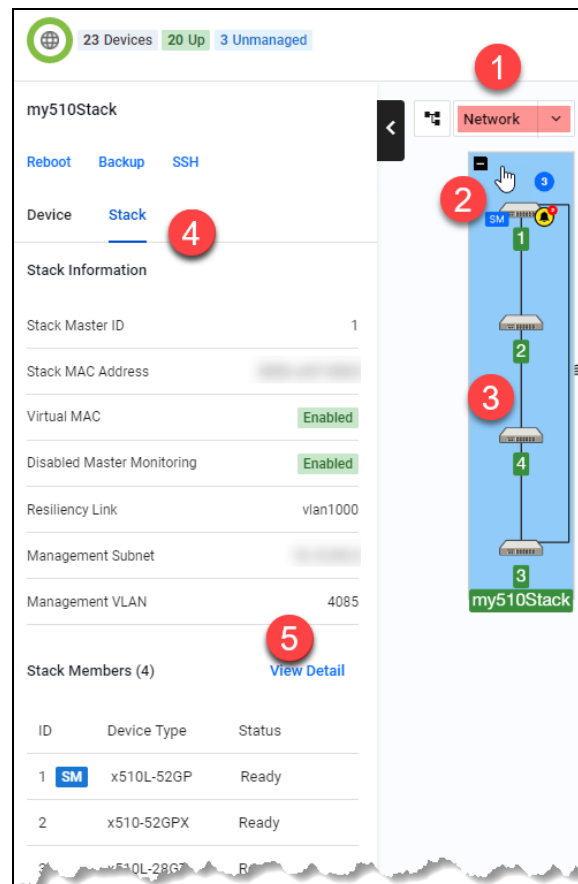 23 Devices 20 Up 3 Unmanaged
1
my510Stack
Network
Reboot Backup SSH
3
2
SM
9
1
Device Stack
4
Stack Information
Stack Master ID 1
Stack MAC Address
2
Virtual MAC Enabled
3
Disabled Master Monitoring Enabled
4
Resiliency Link vlan1000
Management Subnet
3
Management VLAN 4085
my510Stack
5
Stack Members (4) View Detail
ID Device Type Status
1 SM x510L-52GP Ready
2 x510-52GPX Ready